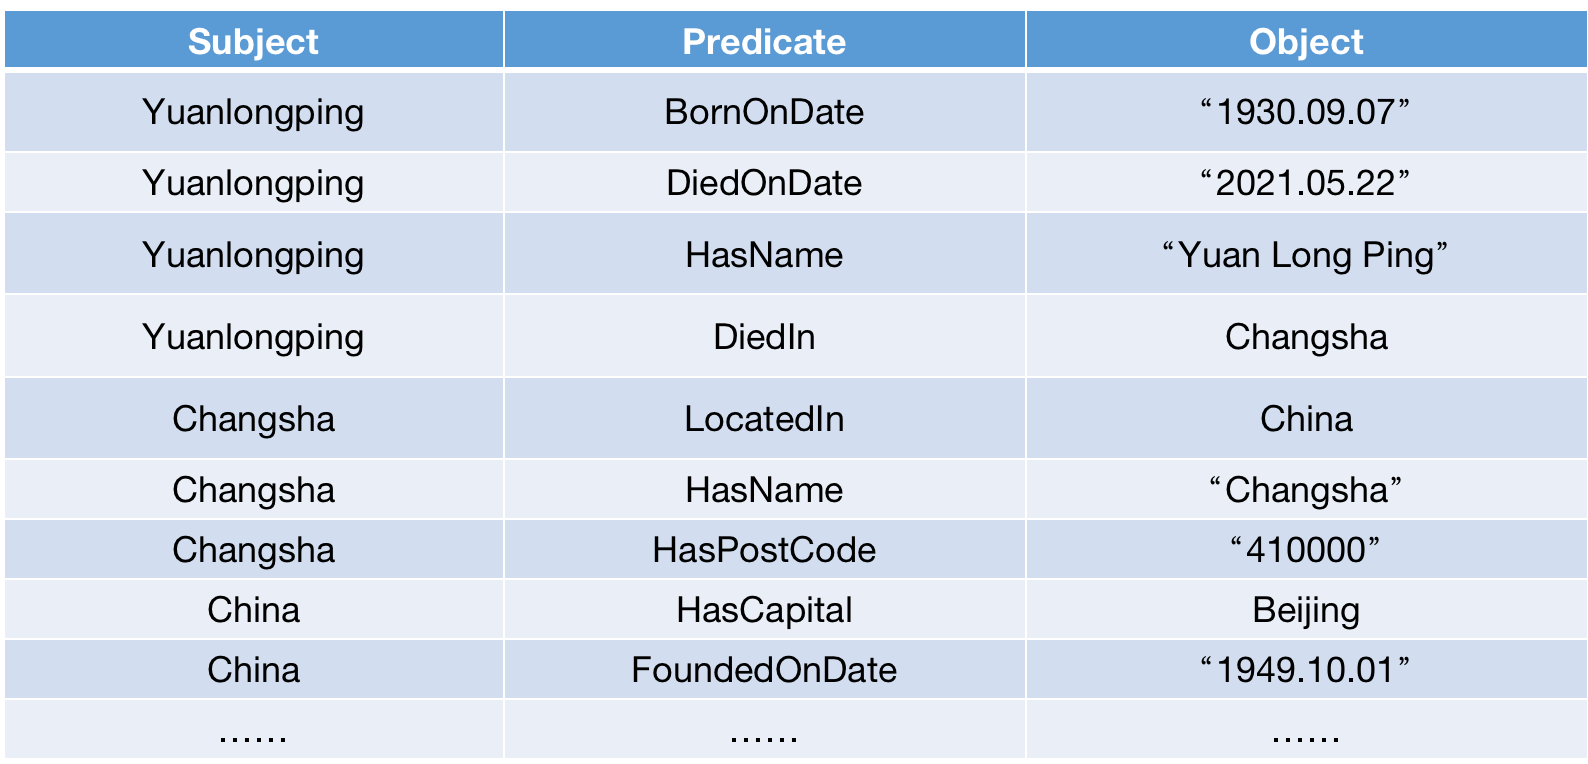 Subject Predicate Object
Yuanlongping BornOnDate “1930.09.07”
Yuanlongping DiedOnDate “2021.05.22”
Yuanlongping HasName “Yuan Long Ping”
Yuanlongping DiedIn Changsha
Changsha LocatedIn China
Changsha HasName “Changsha”
Changsha HasPostCode “410000”
China HasCapital Beijing
China FoundedOnDate “1949.10.01”
…… …… ……